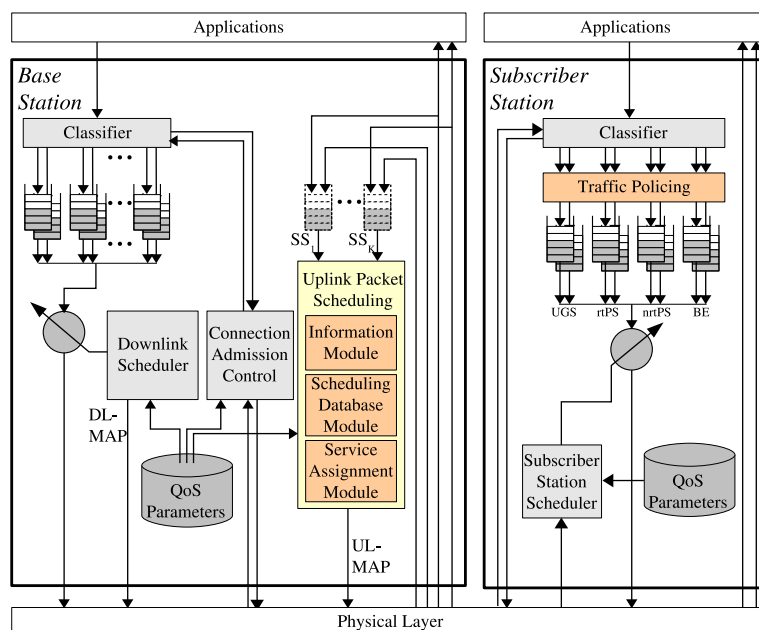 Applications
Applications
Base
Station
Subscriber
Station
Classifier
Classifier
Traffic Policing
SS1
SSK
Uplink Packet
Scheduling
UGS
rtPS
nrtPS
BE
Downlink
Scheduler
Connection
Admission
Control
Information
Module
Scheduling
Database
Module
DL-
MAP
Service
Assignment
Module
QoS
Parameters
Subscriber
Station
Scheduler
QoS
Parameters
UL-
MAP
Physical Layer